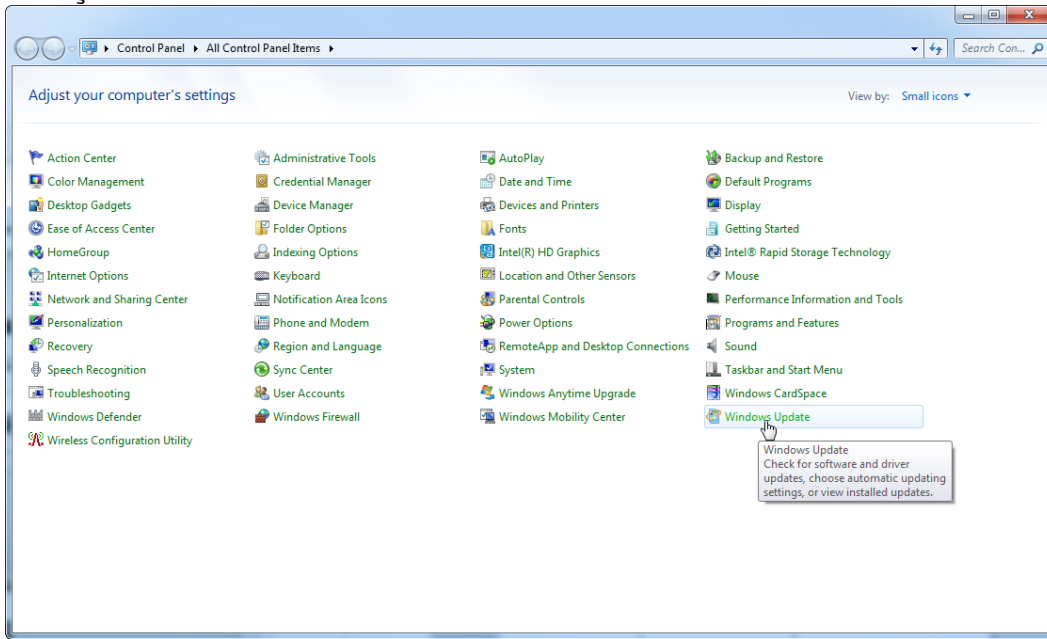 Control Panel ▸ All Control Panel Items ▸
Search Con...
Adjust your computer's settings
View by: Small icons
Action Center Administrative Tools AutoPlay Backup and Restore
Color Management Credential Manager Date and Time Default Programs
Desktop Gadgets Device Manager Devices and Printers Display
Ease of Access Center Folder Options Fonts Getting Started
HomeGroup Indexing Options Intel(R) HD Graphics Intel® Rapid Storage Technology
Internet Options Keyboard Location and Other Sensors Mouse
Network and Sharing Center Notification Area Icons Parental Controls Performance Information and Tools
Personalization Phone and Modem Power Options Programs and Features
Recovery Region and Language RemoteApp and Desktop Connections Sound
Speech Recognition Sync Center System Taskbar and Start Menu
Troubleshooting User Accounts Windows Anytime Upgrade Windows CardSpace
Windows Defender Windows Firewall Windows Mobility Center Windows Update
Wireless Configuration Utility
Windows Update
Check for software and driver
updates, choose automatic updating
settings, or view installed updates.